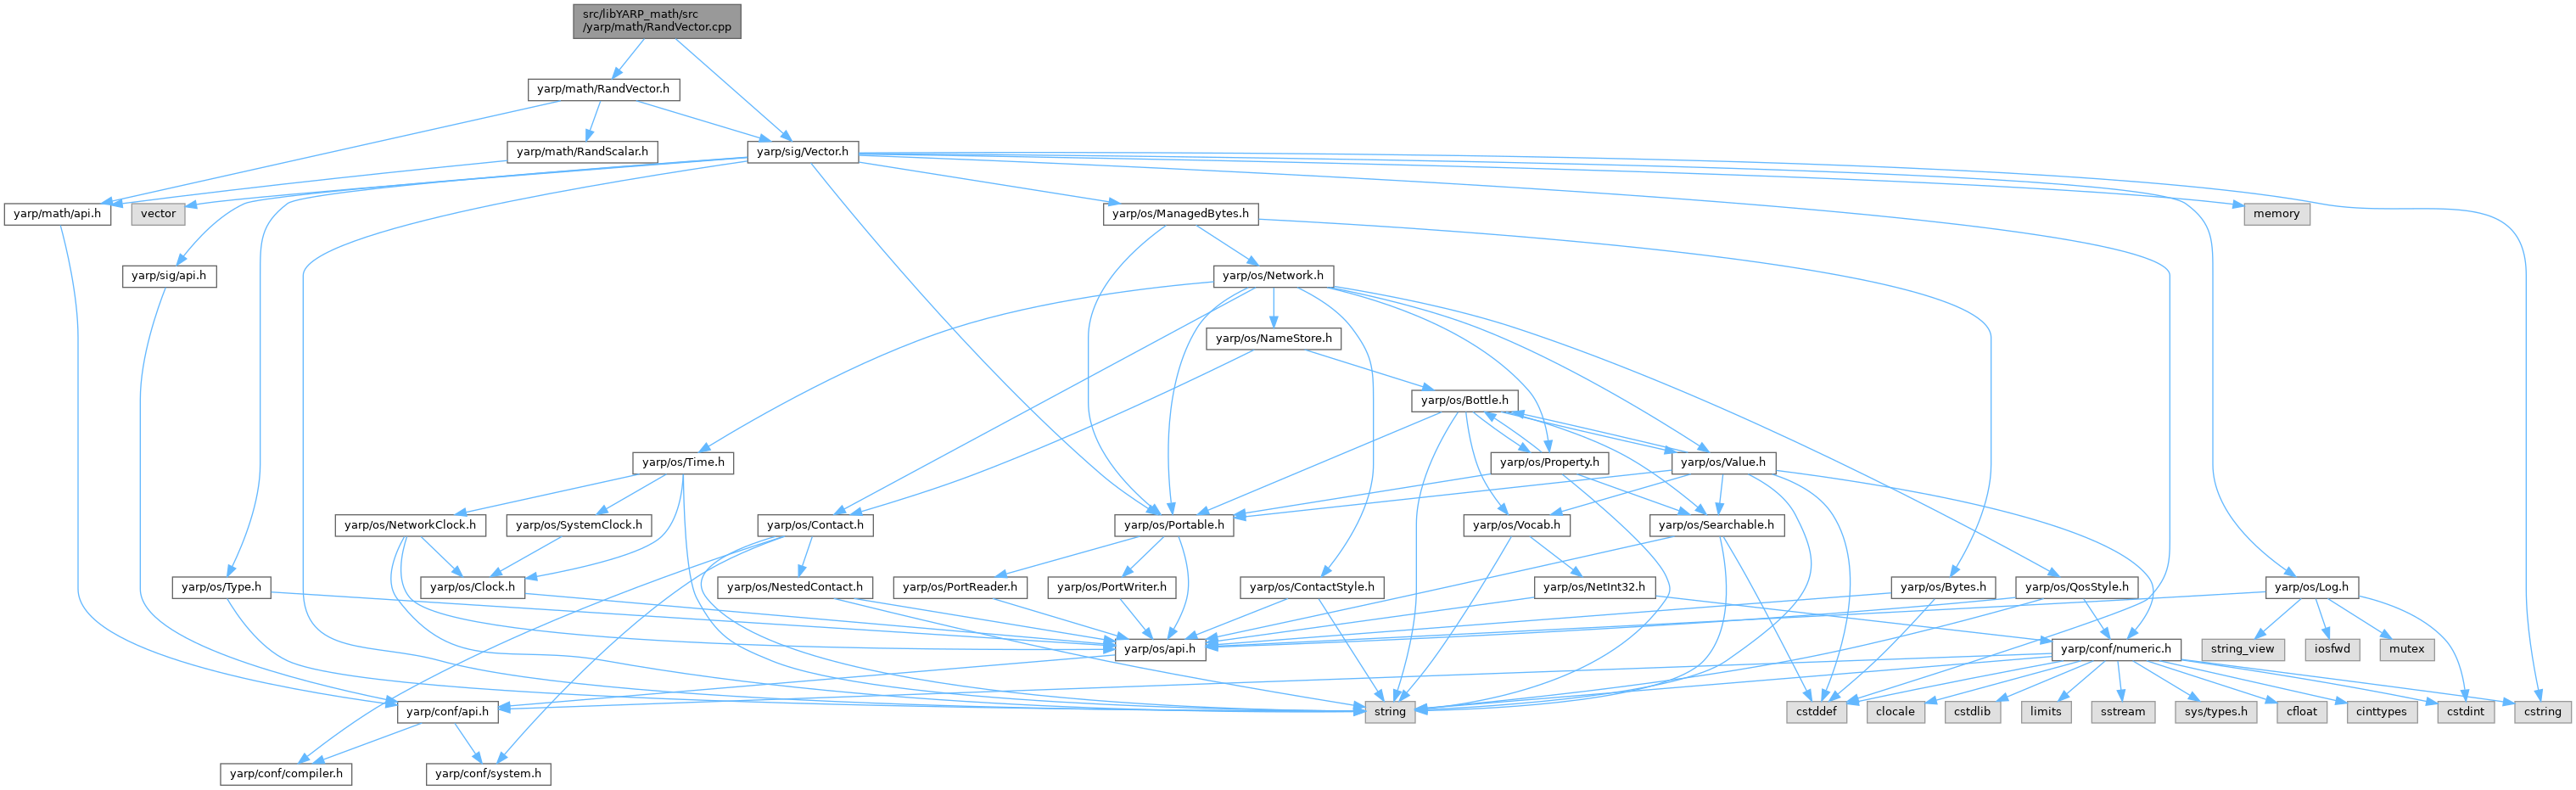 src/libYARP_math/src
/yarp/math/RandVector.cpp
yarp/math/RandVector.h
yarp/math/RandScalar.h
yarp/sig/Vector.h
yarp/math/api.h
vector
yarp/os/ManagedBytes.h
memory
yarp/sig/api.h
yarp/os/Network.h
yarp/os/NameStore.h
yarp/os/Bottle.h
yarp/os/Time.h
yarp/os/Property.h
yarp/os/Value.h
yarp/os/NetworkClock.h
yarp/os/SystemClock.h
yarp/os/Contact.h
yarp/os/Portable.h
yarp/os/Vocab.h
yarp/os/Searchable.h
yarp/os/Type.h
yarp/os/Clock.h
yarp/os/NestedContact.h
yarp/os/PortReader.h
yarp/os/PortWriter.h
yarp/os/ContactStyle.h
yarp/os/NetInt32.h
yarp/os/Bytes.h
yarp/os/QosStyle.h
yarp/os/Log.h
yarp/os/api.h
yarp/conf/numeric.h
string_view
iosfwd
mutex
yarp/conf/api.h
string
cstddef
clocale
cstdlib
limits
sstream
sys/types.h
cfloat
cinttypes
cstdint
cstring
yarp/conf/compiler.h
yarp/conf/system.h